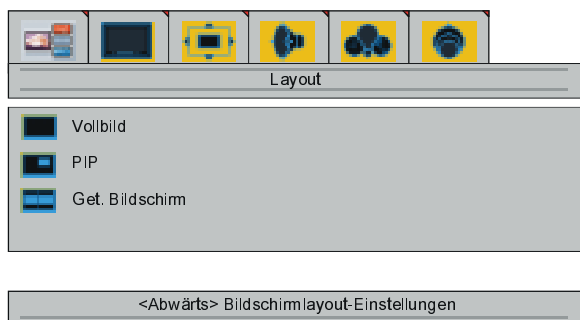 Layout
Vollbild
PIP
Get. Bildschirm
<Abwärts> Bildschirmlayout-Einstellungen